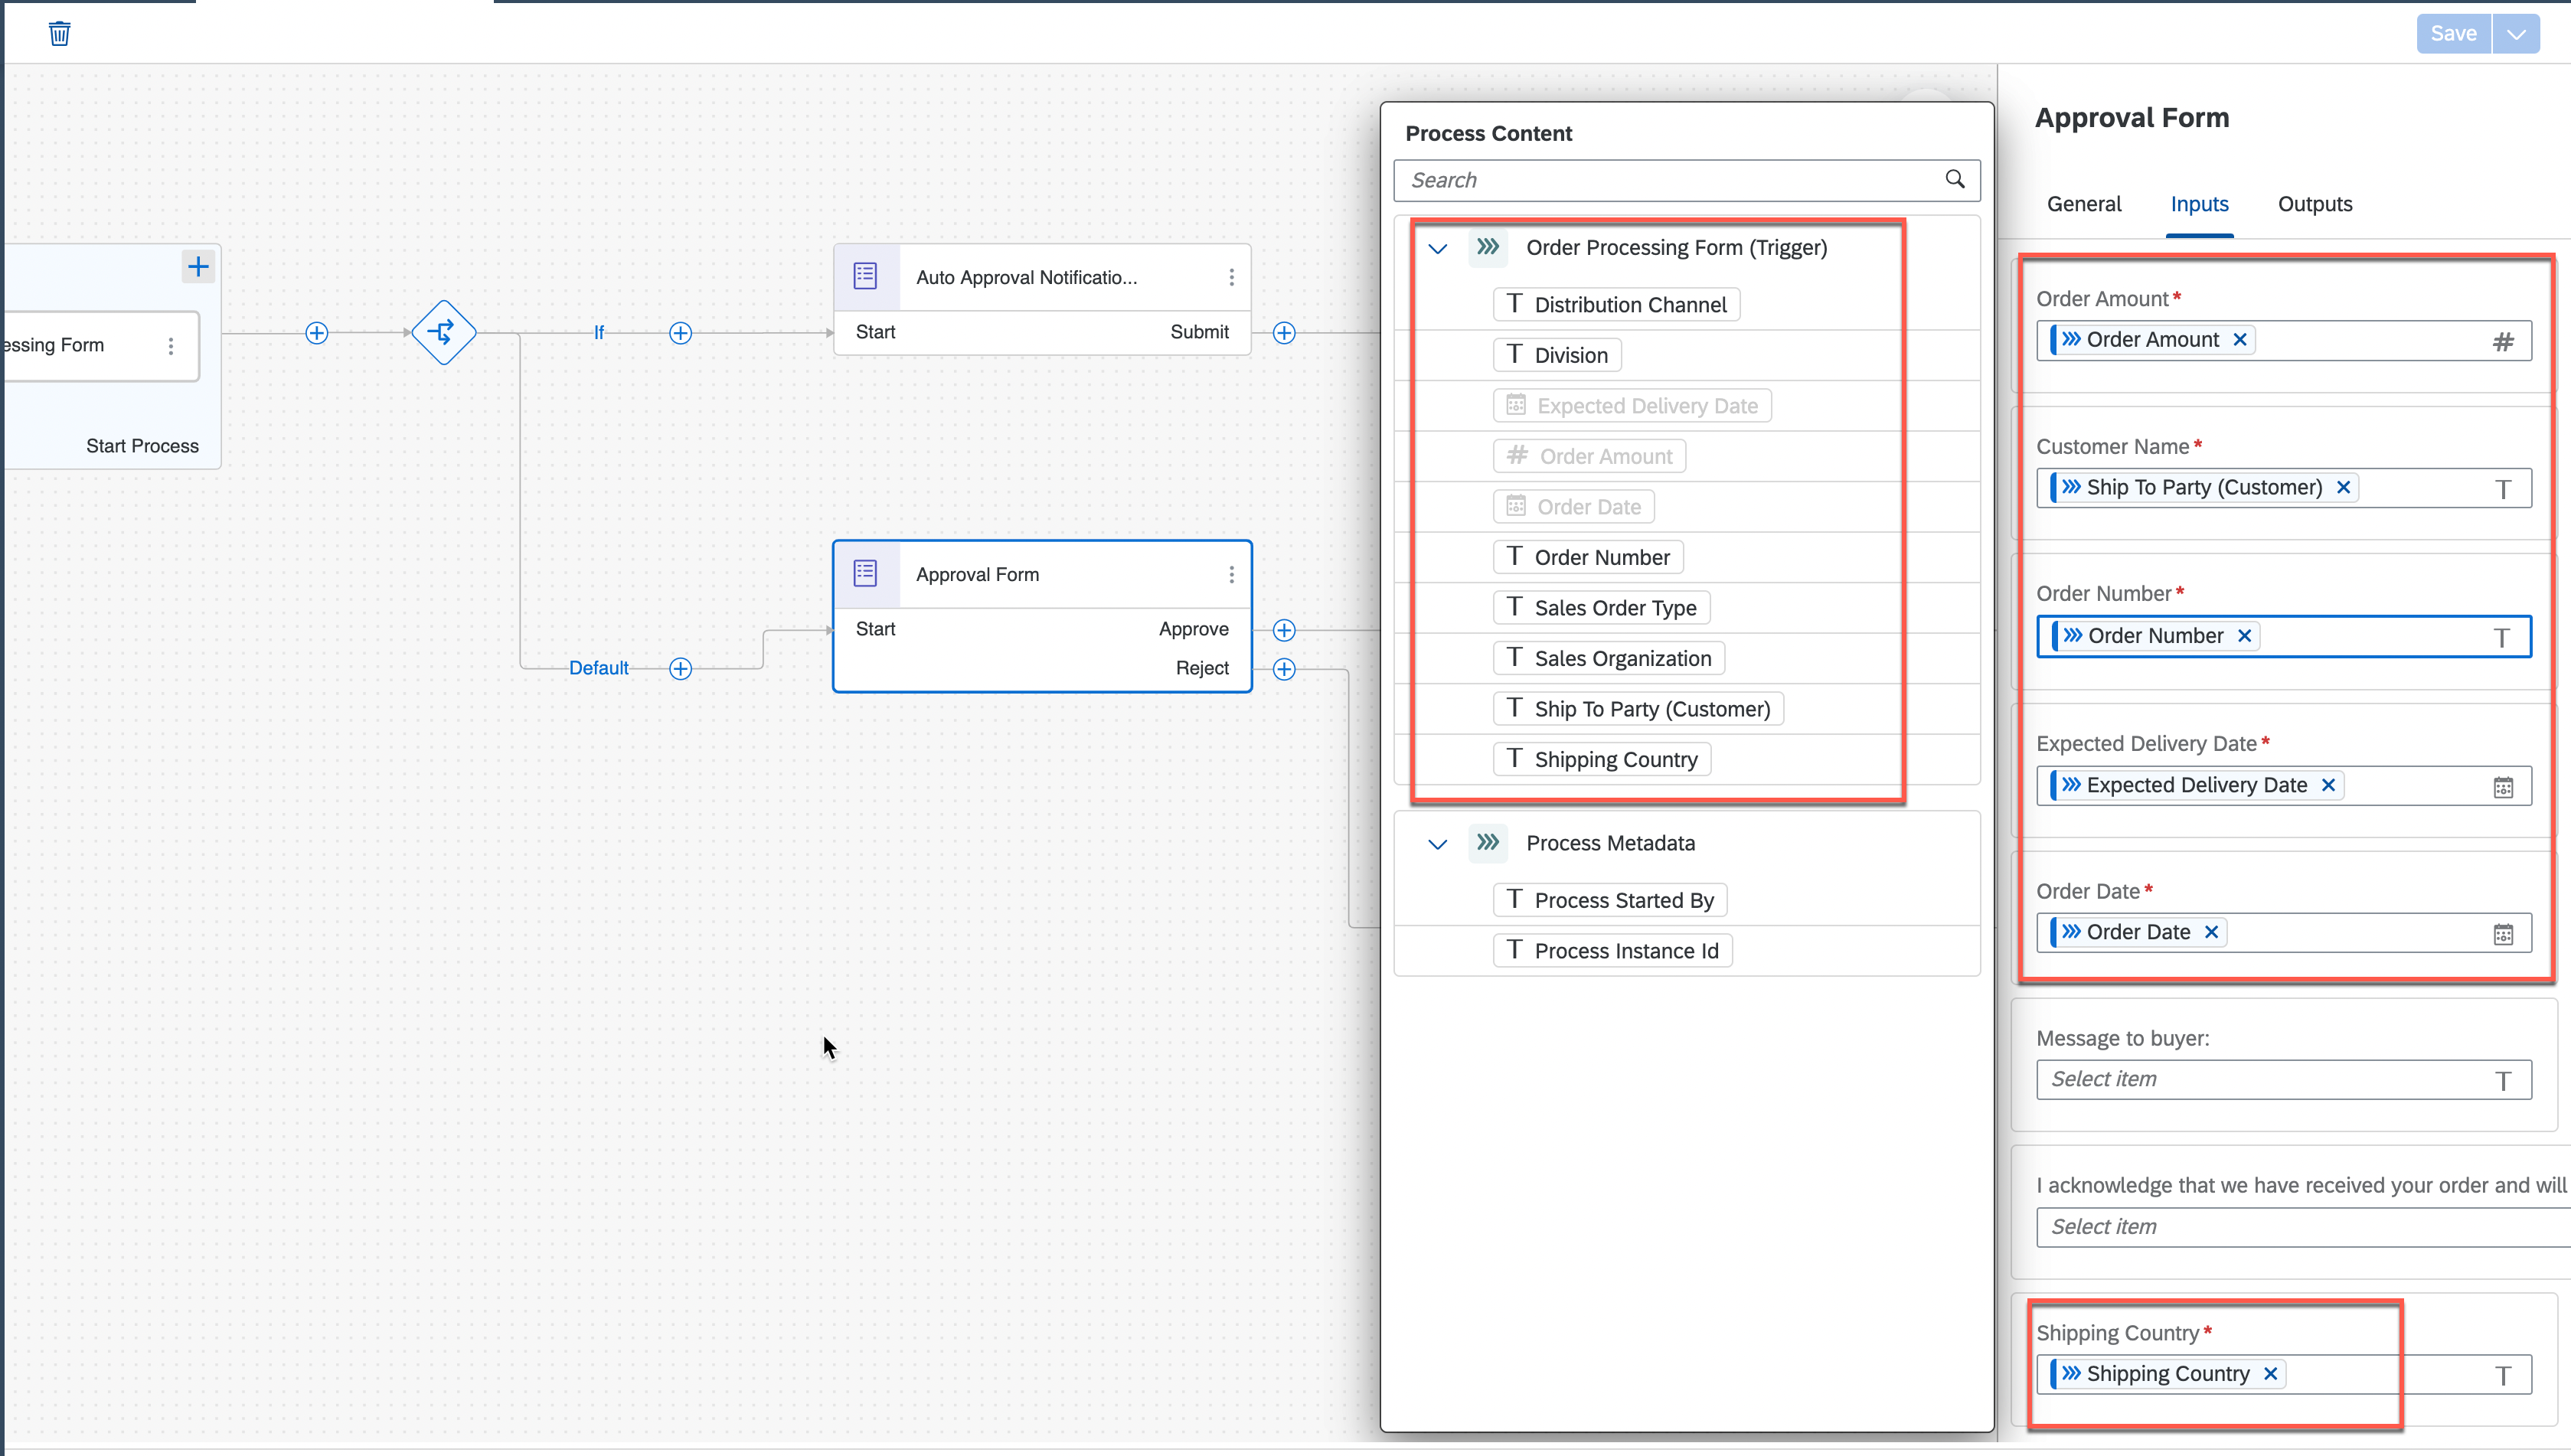 Save
essing Form
Start Process
If
Auto Approval Notificatio...
Start
Submit
Default
Approval Form
Start
Approve
Reject
Process Content
Search
Order Processing Form (Trigger)
T Distribution Channel
T Division
Expected Delivery Date
# Order Amount
Order Date
T Order Number
T Sales Order Type
T Sales Organization
T Ship To Party (Customer)
T Shipping Country
Process Metadata
T Process Started By
T Process Instance Id
Approval Form
General
Inputs
Outputs
Order Amount*
Order Amount #
Customer Name*
Ship To Party (Customer) T
Order Number*
Order Number T
Expected Delivery Date*
Expected Delivery Date
Order Date*
Order Date
Message to buyer:
Select item T
I acknowledge that we have received your order and will
Select item
Shipping Country*
Shipping Country T